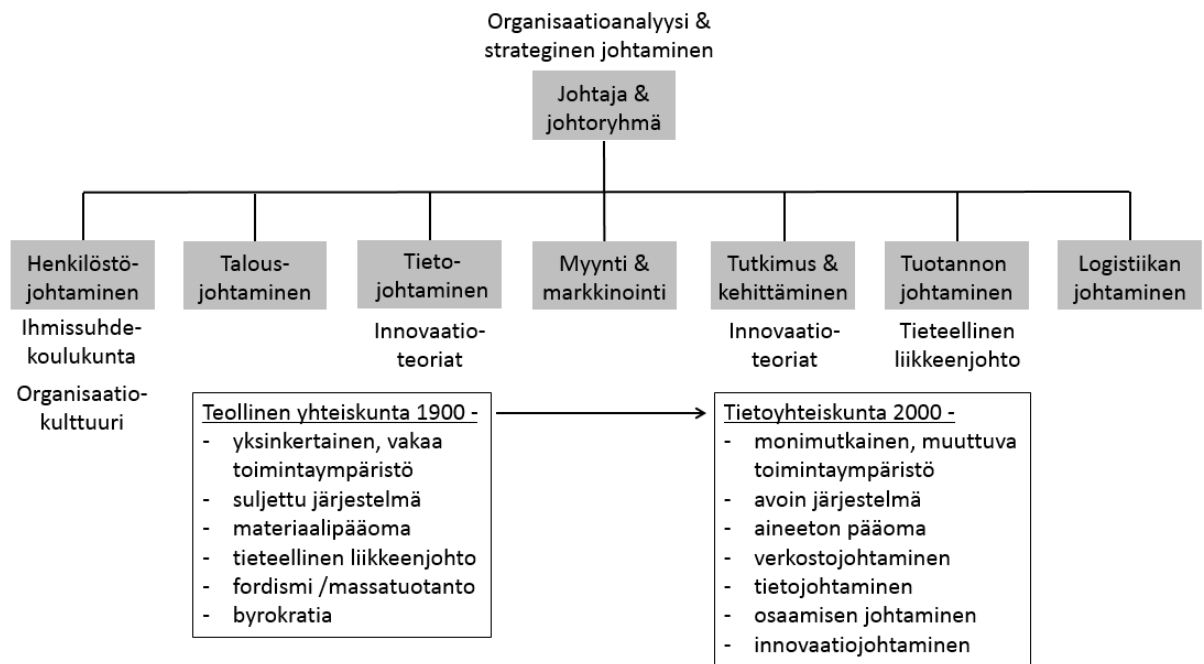 Organisaatioanalyysi &
strateginen johtaminen
Johtaja &
johtoryhmä
Henkilöstö-
johtaminen
Talous-
johtaminen
Tieto-
johtaminen
Myynti &
markkinointi
Tutkimus &
kehittäminen
Tuotannon
johtaminen
Logistiikan
johtaminen
Ihmissuhde-
koulukunta
Organisaatio-
kulttuuri
Innovaatio-
teoriat
Innovaatio-
teoriat
Tieteellinen
liikkeenjohto
Teollinen yhteiskunta 1900 -
- yksinkertainen, vakaa
toimintaympäristö
- suljettu järjestelmä
- materiaalipääoma
- tieteellinen liikkeenjohto
- fordismi /massatuotanto
- byrokratia
Tietoyhteiskunta 2000 -
- monimutkainen, muuttuva
toimintaympäristö
- avoin järjestelmä
- aineeton pääoma
- verkostojohtaminen
- tietojohtaminen
- osaamisen johtaminen
- innovaatiojohtaminen